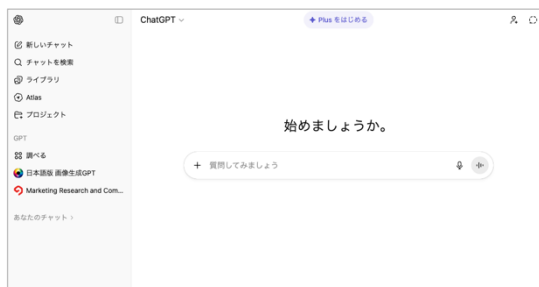 ChatGPT
Plus をはじめる
新しいチャット
チャットを検索
ライブラリ
Atlas
プロジェクト
GPT
調べる
日本語版 画像生成GPT
Marketing Research and Com...
あなたのチャット
始めましょうか。
質問してみましょう